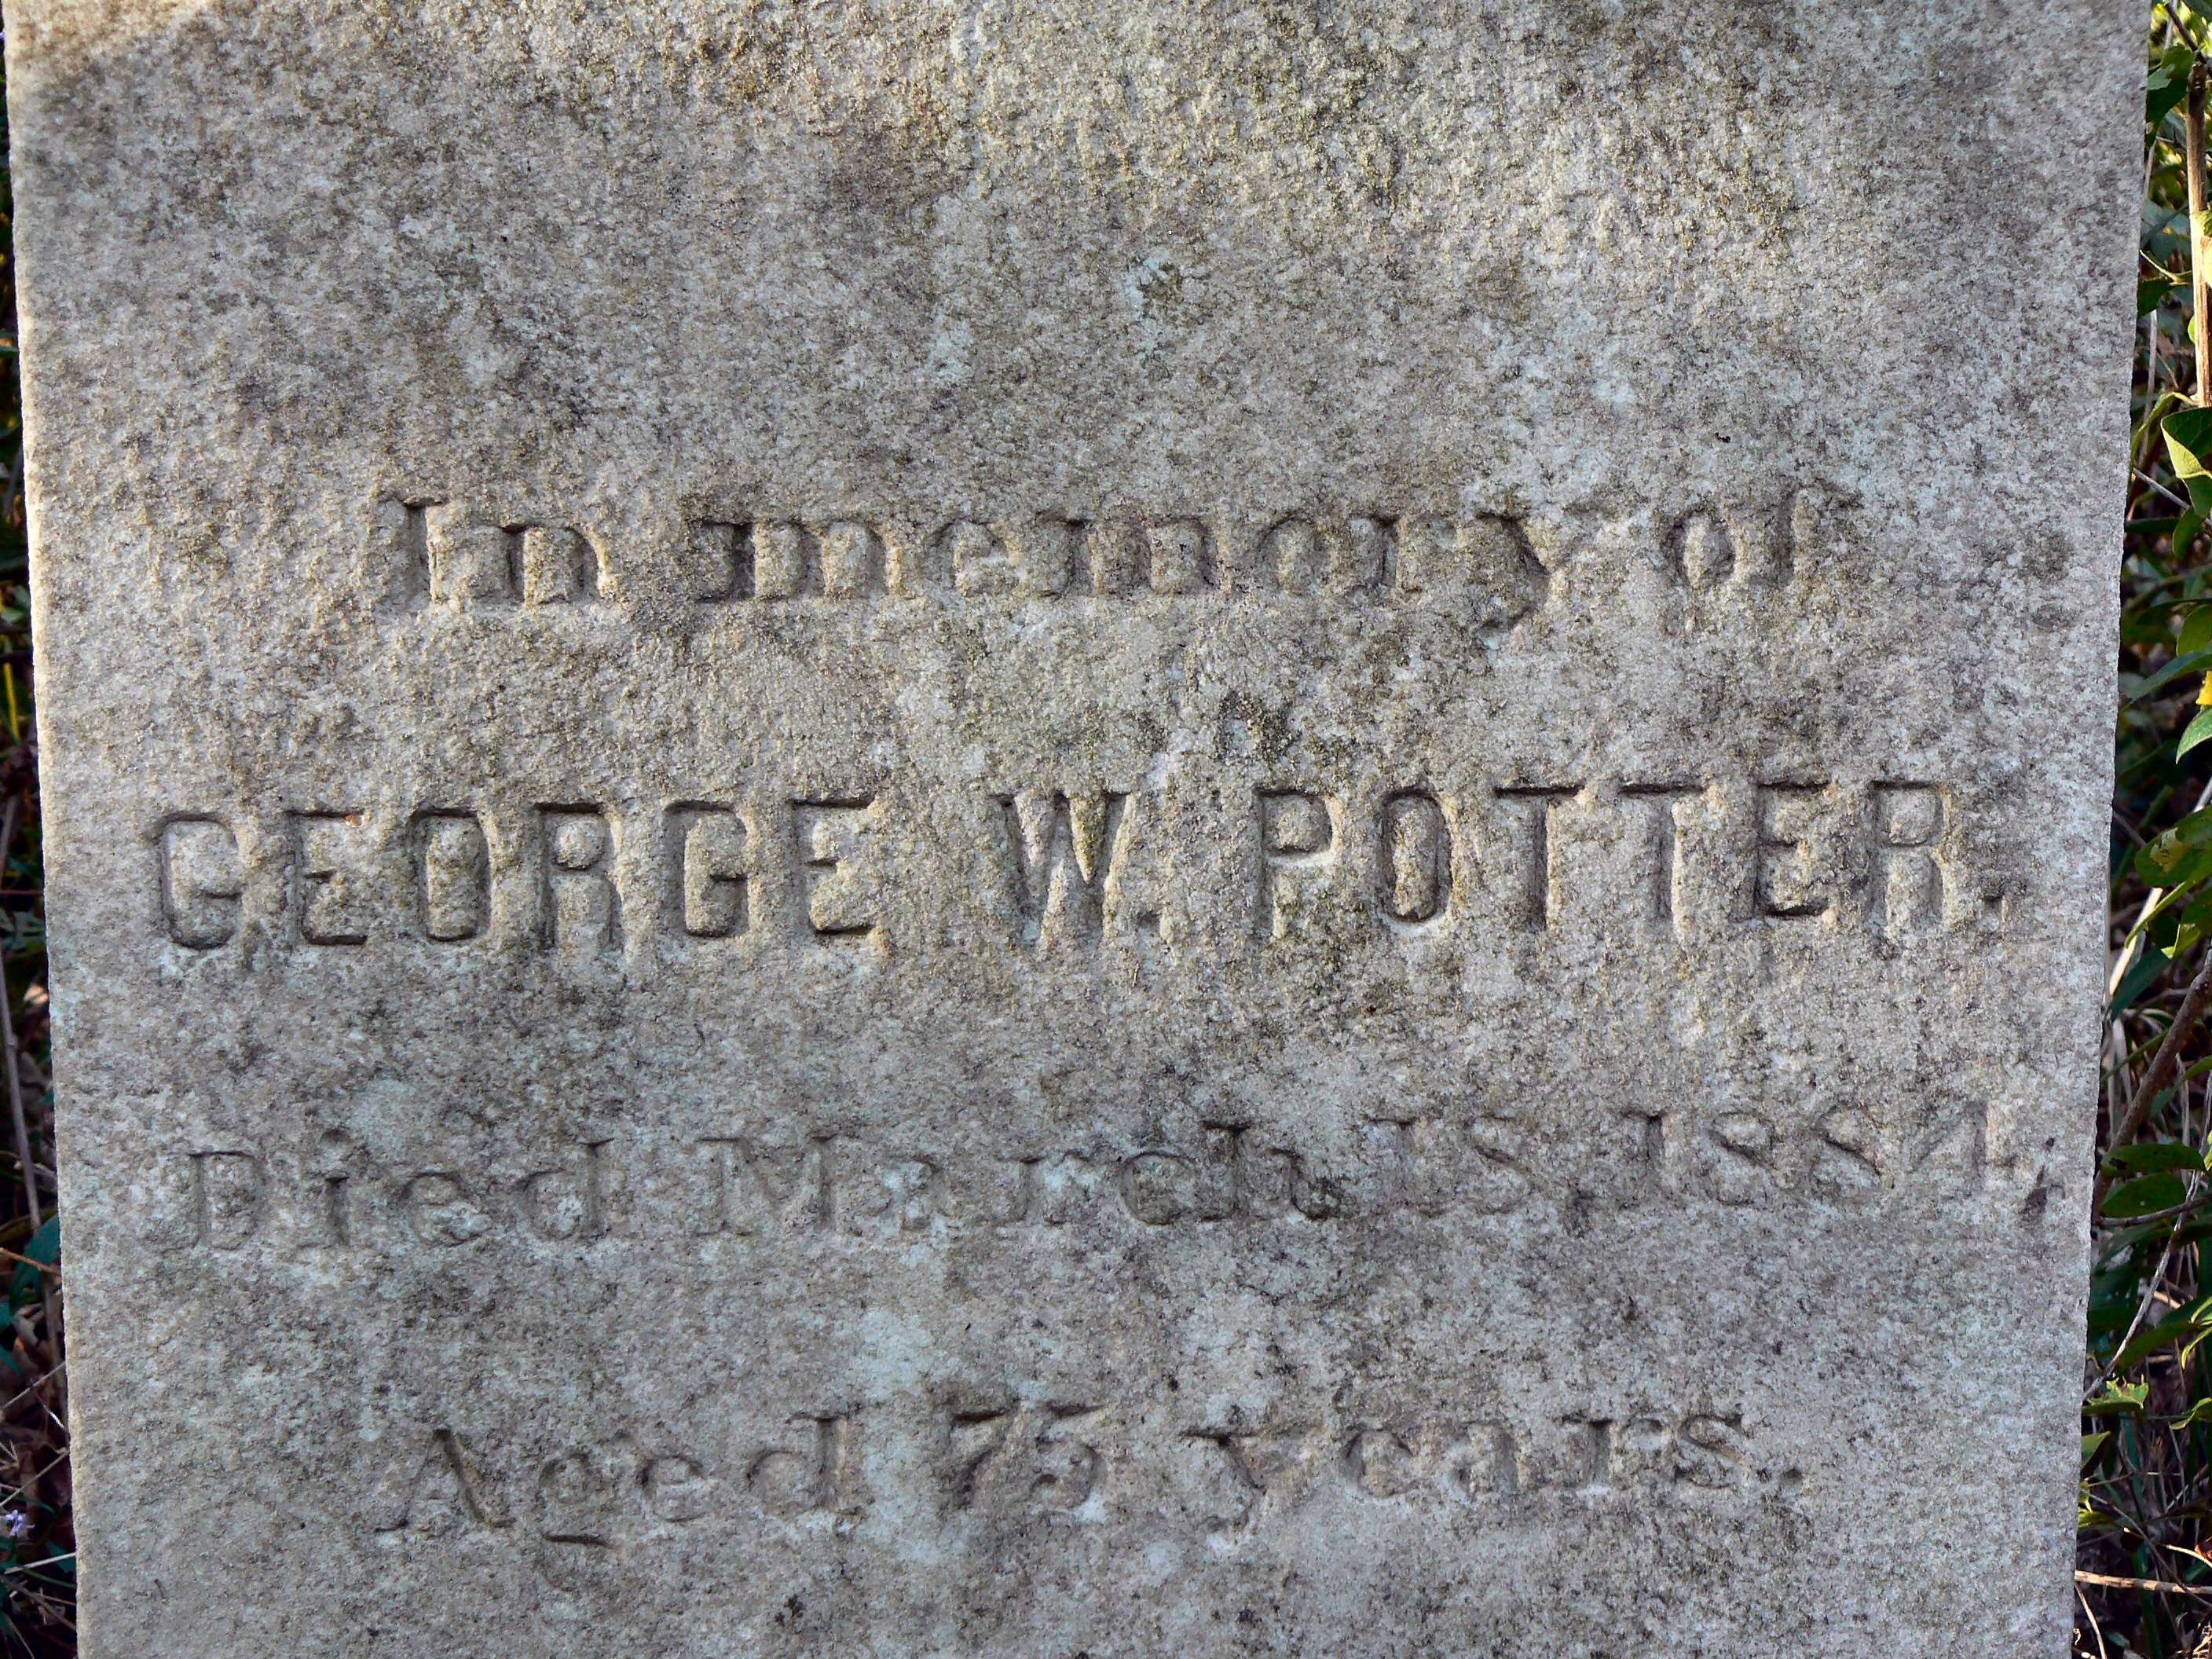 In memory of
GEORGE W. POTTER.
Died March 18, 1884,
Aged 75 years.